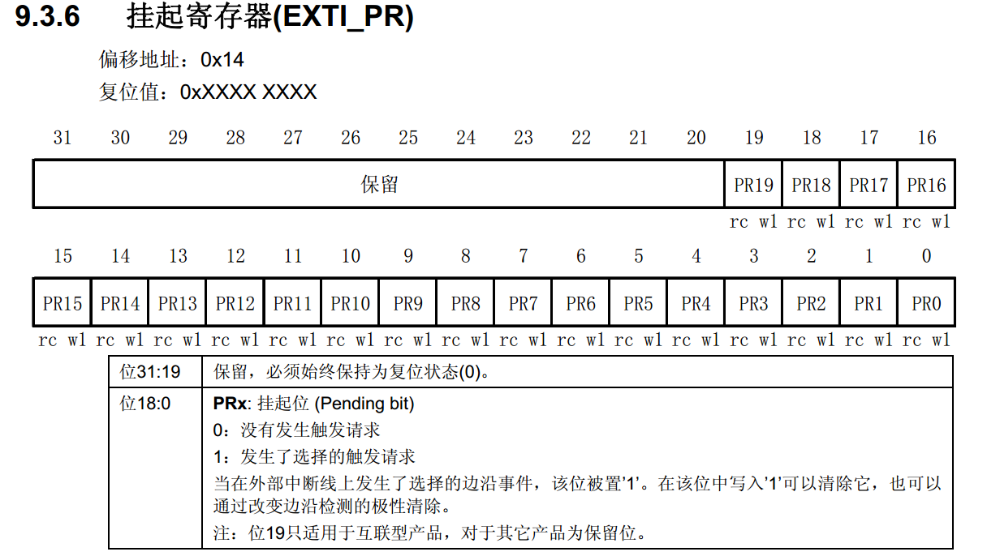 9.3.6 挂起寄存器(EXTI_PR)
偏移地址：0x14
复位值：0xXXXX XXXX
31 30 29 28 27 26 25 24 23 22 21 20 19 18 17 16
保留 PR19 PR18 PR17 PR16
rc w1 rc w1 rc w1 rc w1
15 14 13 12 11 10 9 8 7 6 5 4 3 2 1 0
PR15 PR14 PR13 PR12 PR11 PR10 PR9 PR8 PR7 PR6 PR5 PR4 PR3 PR2 PR1 PR0
rc w1 rc w1 rc w1 rc w1 rc w1 rc w1 rc w1 rc w1 rc w1 rc w1 rc w1 rc w1 rc w1 rc w1 rc w1 rc w1
位31:19 保留，必须始终保持为复位状态(0)。
位18:0 PRx: 挂起位 (Pending bit)
0：没有发生触发请求
1：发生了选择的触发请求
当在外部中断线上发生了选择的边沿事件，该位被置’1’。在该位中写入’1’可以清除它，也可以
通过改变边沿检测的极性清除。
注：位19只适用于互联型产品，对于其它产品为保留位。